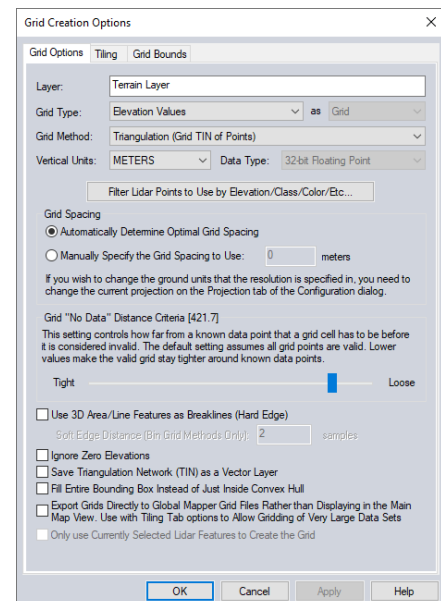 Grid Creation Options
Grid Options Tiling Grid Bounds
Layer: Terrain Layer
Grid Type: Elevation Values as Grid
Grid Method: Triangulation (Grid TIN of Points)
Vertical Units: METERS Data Type: 32-bit Floating Point
Filter Lidar Points to Use by Elevation/Class/Color/Etc...
Grid Spacing
Automatically Determine Optimal Grid Spacing
Manually Specify the Grid Spacing to Use: 0 meters
If you wish to change the ground units that the resolution is specified in, you need to
change the current projection on the Projection tab of the Configuration dialog.
Grid "No Data" Distance Criteria [421.7]
This setting controls how far from a known data point that a grid cell has to be before
it is considered invalid. The default setting assumes all grid points are valid. Lower
values make the valid grid stay tighter around known data points.
Tight Loose
Use 3D Area/Line Features as Breaklines (Hard Edge)
Soft Edge Distance (Bin Grid Methods Only): 2 samples
Ignore Zero Elevations
Save Triangulation Network (TIN) as a Vector Layer
Fill Entire Bounding Box Instead of Just Inside Convex Hull
Export Grids Directly to Global Mapper Grid Files Rather than Displaying in the Main
Map View. Use with Tiling Tab options to Allow Gridding of Very Large Data Sets
Only use Currently Selected Lidar Features to Create the Grid
OK Cancel Apply Help